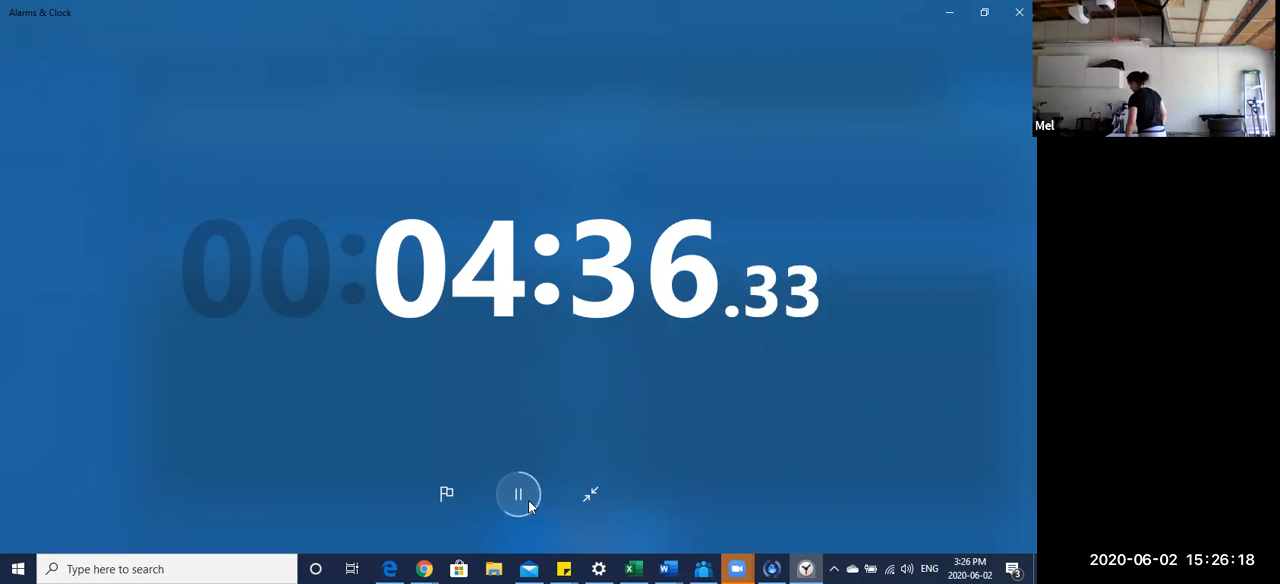 Alarms & Clock
Mel
00:04:36.33
Type here to search
ENG
3:26 PM
2020-06-02
3
2020-06-02 15:26:18